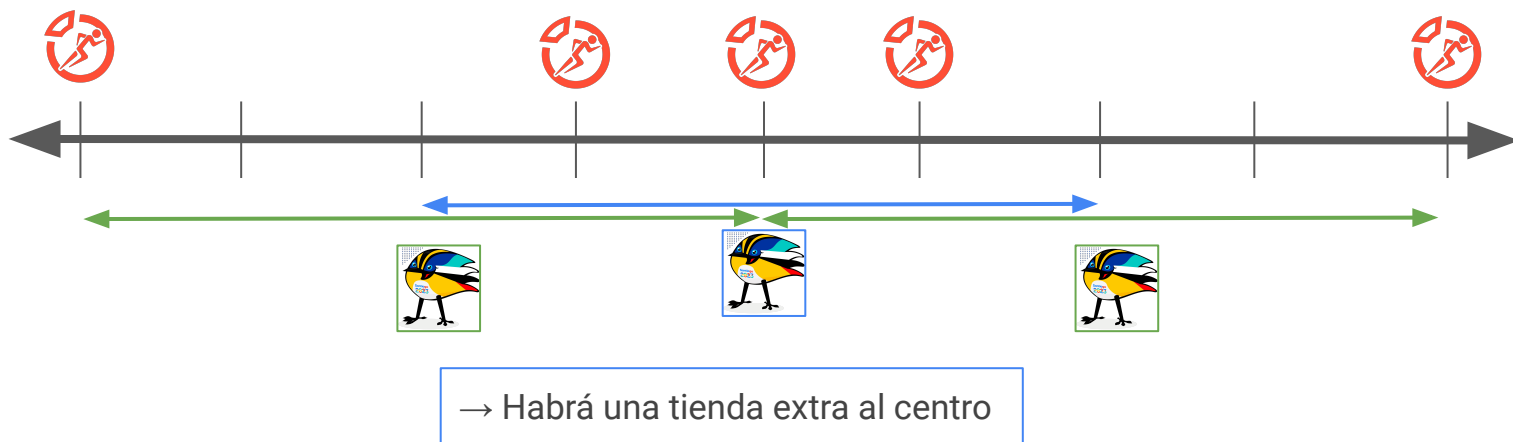 → Habrá una tienda extra al centro